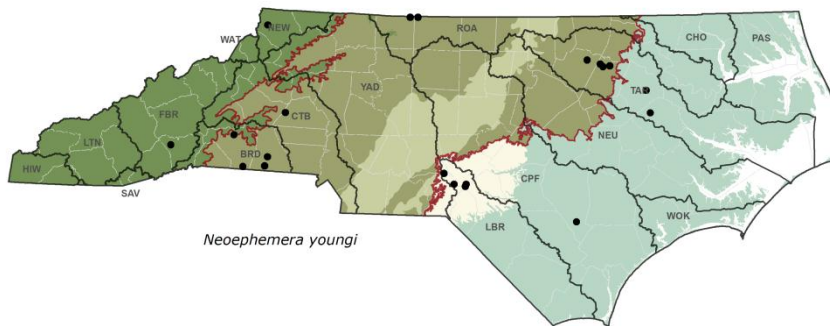 NEW
WAT
ROA
CHO
PAS
YAD
FBR
TAR
CTB
LTN
NEU
BRD
HIW
CPF
SAV
WOK
LBR
Neoephemera youngi